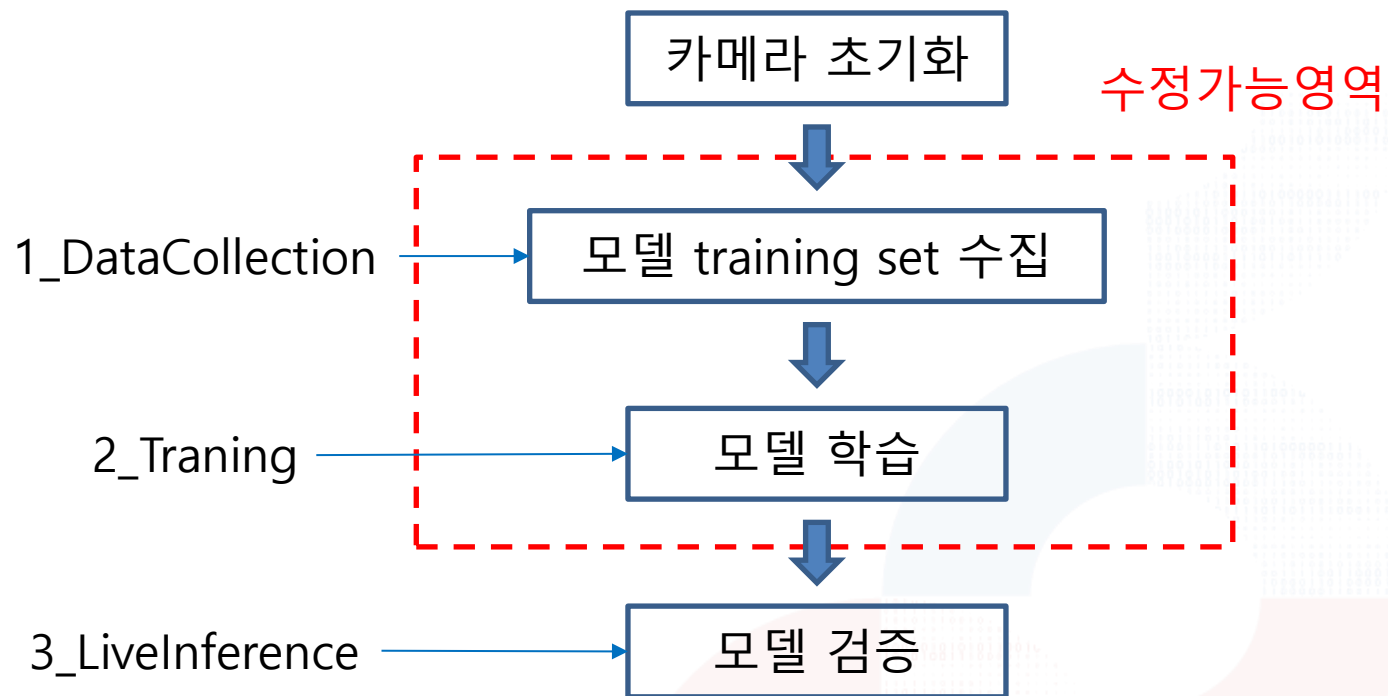 카메라 초기화
수정가능영역
1_DataCollection
모델 training set 수집
2_Traning
모델 학습
3_LiveInference
모델 검증